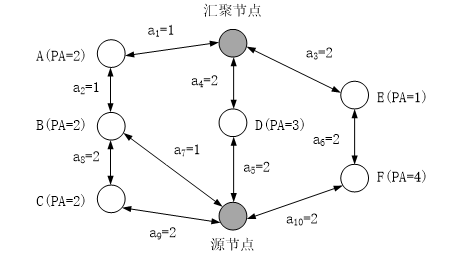 汇聚节点
a₁=1
A(PA=2)
a₃=2
a₂=1
a₄=2
E(PA=1)
B(PA=2)
D(PA=3)
a₇=1
a₆=2
a₈=2
a₅=2
F(PA=4)
C(PA=2)
a₉=2
a₁₀=2
源节点